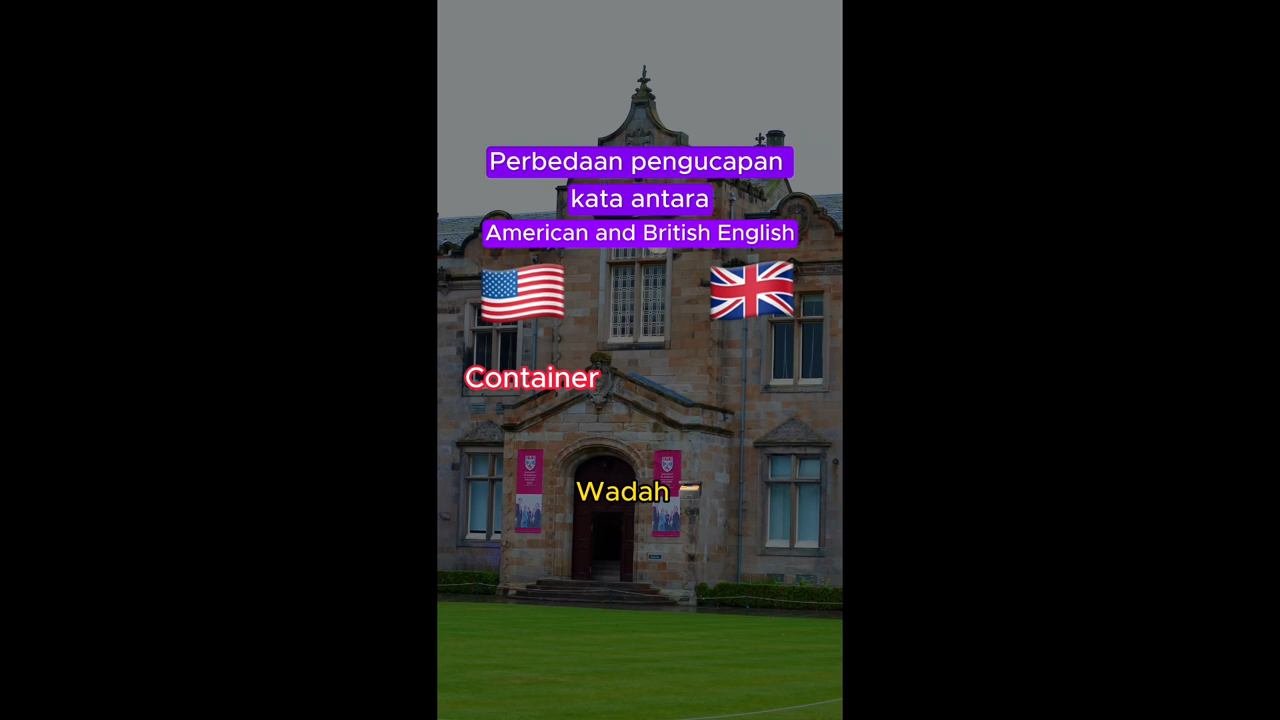 Perbedaan pengucapan
kata antara
American and British English
Container
Wadah